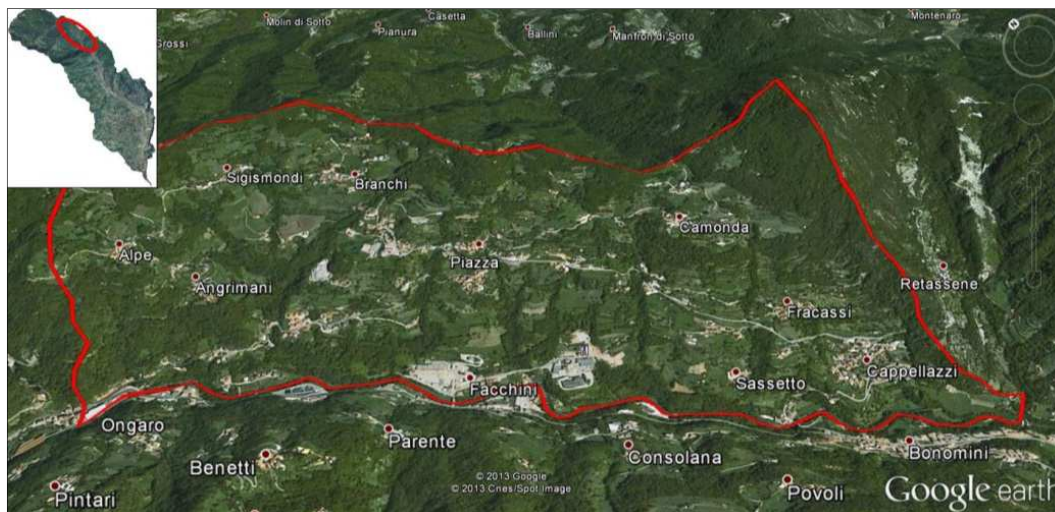 Molin di Sotto
Casetta
Pianura
Ballini
Manfron di Sotto
Montenaro
Grossi
Sigismondi
Branchi
Camonda
Alpe
Piazza
Angrimani
Retassene
Fracassi
Cappellazzi
Facchini
Sassetto
Ongaro
Parente
Benetti
Consolana
Bonomini
Pintari
© 2013 Google
© 2013 Cnes/Spot Image
Povoli
Google earth